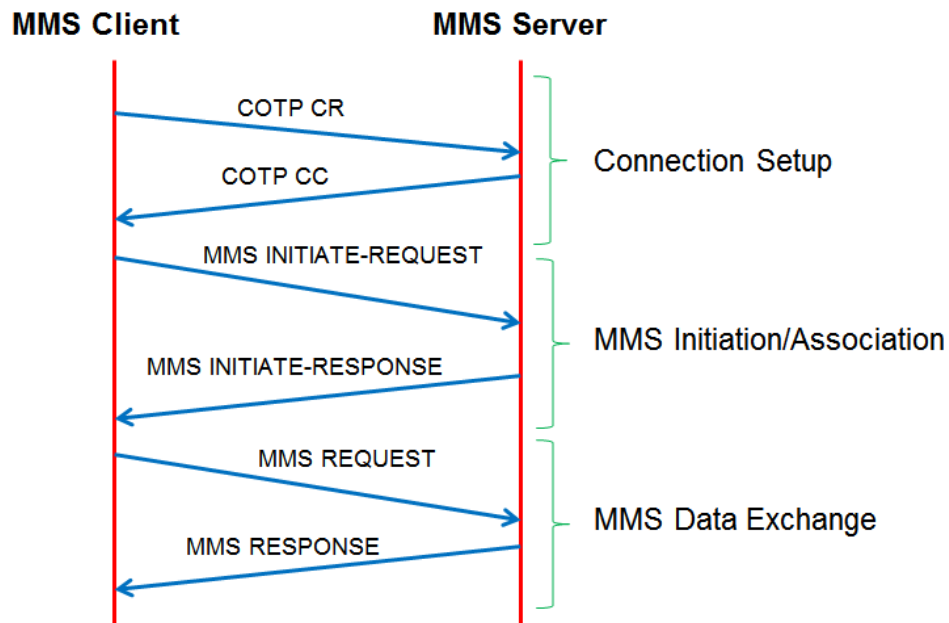 MMS Client
MMS Server
COTP CR
COTP CC
Connection Setup
MMS INITIATE-REQUEST
MMS INITIATE-RESPONSE
MMS Initiation/Association
MMS REQUEST
MMS RESPONSE
MMS Data Exchange